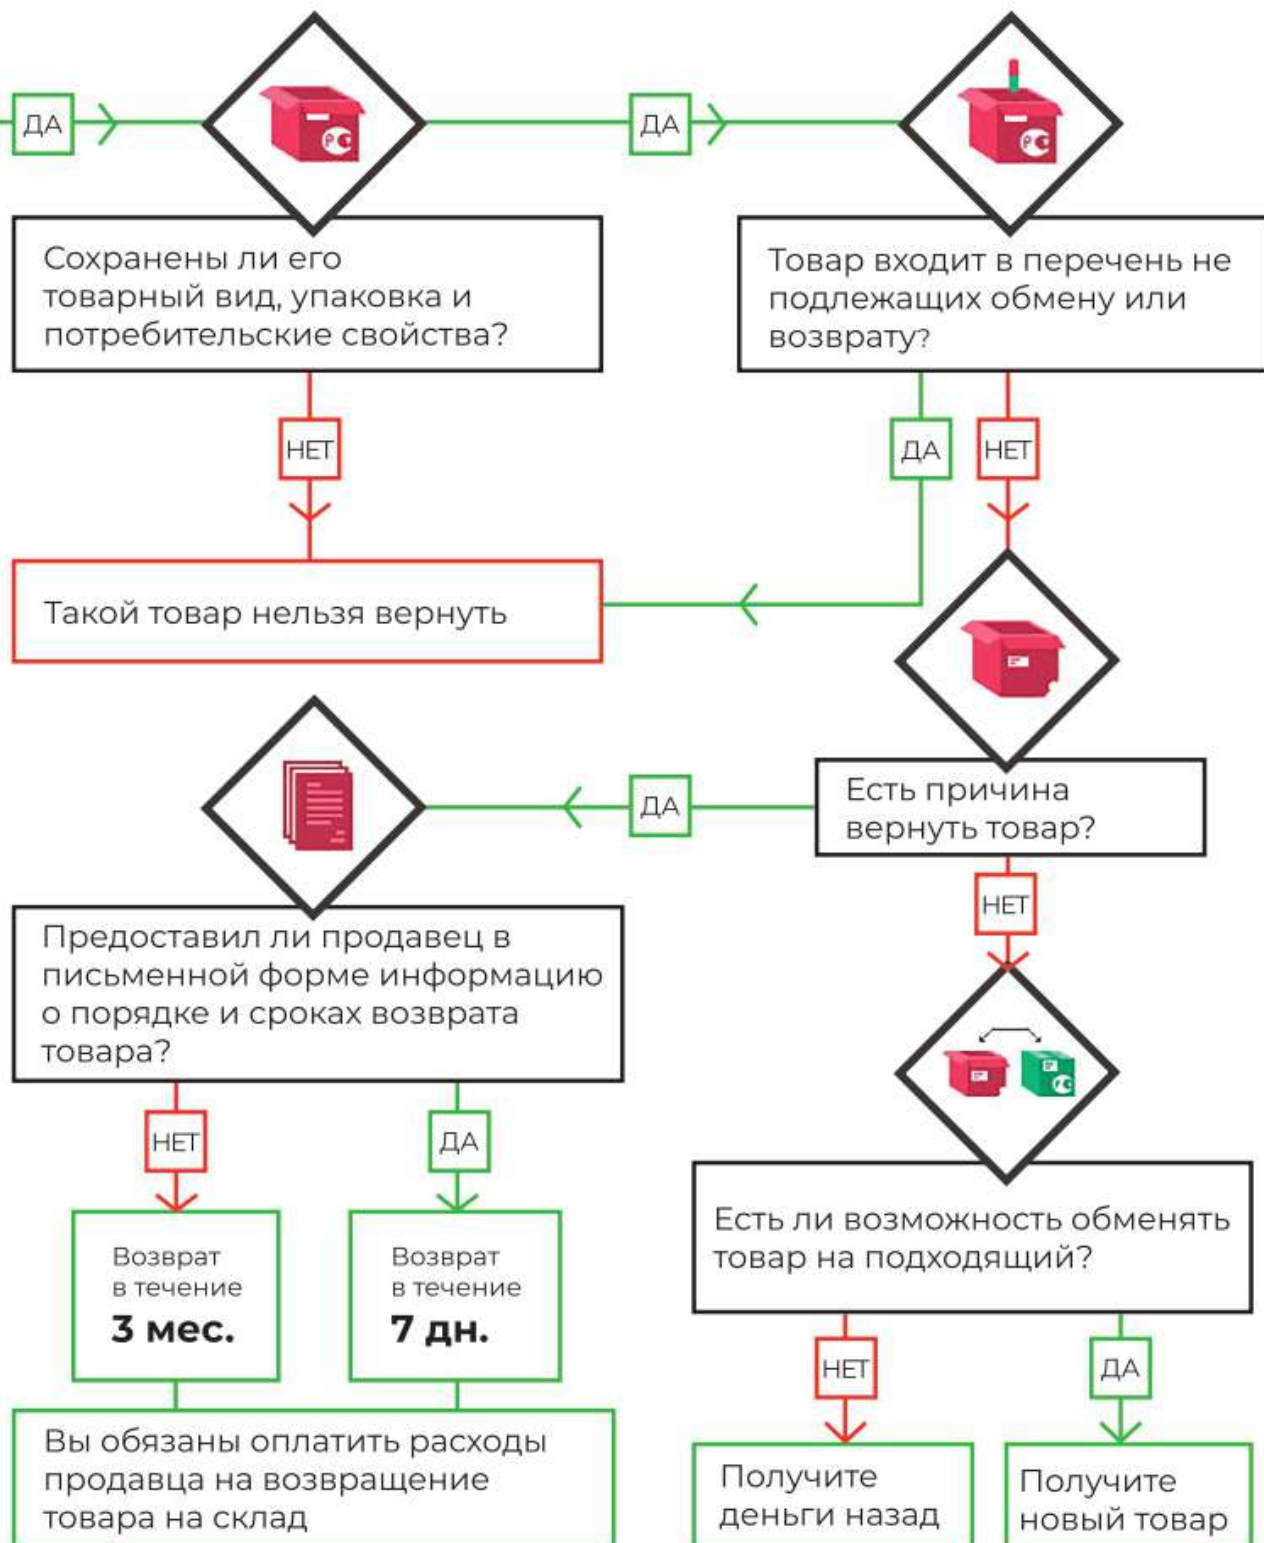 ДА
ДА
Сохранены ли его
товарный вид, упаковка и
потребительские свойства?
Товар входит в перечень не
подлежащих обмену или
возврату?
НЕТ
ДА
НЕТ
Такой товар нельзя вернуть
Есть причина
вернуть товар?
ДА
НЕТ
Предоставил ли продавец в
письменной форме информацию
о порядке и сроках возврата
товара?
НЕТ
ДА
Возврат
в течение
3 мес.
Возврат
в течение
7 дн.
Есть ли возможность обменять
товар на подходящий?
НЕТ
ДА
Вы обязаны оплатить расходы
продавца на возвращение
товара на склад
Получите
деньги назад
Получите
новый товар